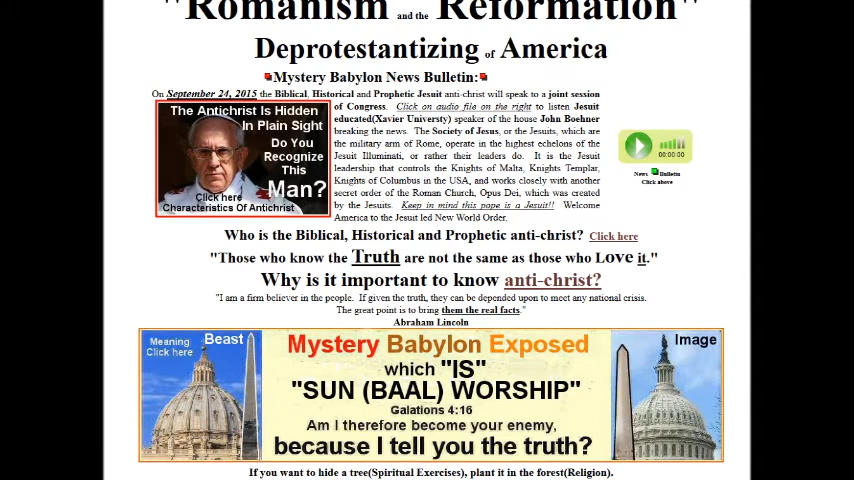 "Romanism and the Reformation"
Deprotestantizing of America
Mystery Babylon News Bulletin:
On September 24, 2015 the Biblical, Historical and Prophetic Jesuit anti-christ will speak to a joint session
of Congress. Click on audio file on the right to listen Jesuit
educated(Xavier Universty) speaker of the house John Boehner
breaking the news. The Society of Jesus, or the Jesuits, which are
the military arm of Rome, operate in the highest echelons of the
Jesuit Illuminati, or rather their leaders do. It is the Jesuit
leadership that controls the Knights of Malta, Knights Templar,
Knights of Columbus in the USA, and works closely with another
secret order of the Roman Church, Opus Dei, which was created
by the Jesuits. Keep in mind this pope is a Jesuit!! Welcome
America to the Jesuit led New World Order.
The Antichrist Is Hidden
In Plain Sight
Do You
Recognize
This
Man?
Click here
Characteristics Of Antichrist
00:00:00
News Bulletin
Click above
Who is the Biblical, Historical and Prophetic anti-christ? Click here
"Those who know the Truth are not the same as those who Love it."
Why is it important to know anti-christ?
"I am a firm believer in the people. If given the truth, they can be depended upon to meet any national crisis.
The great point is to bring them the real facts."
Abraham Lincoln
Meaning
Click here
Beast
Mystery Babylon Exposed
which "IS"
"SUN (BAAL) WORSHIP"
Galations 4:16
Am I therefore become your enemy,
because I tell you the truth?
Image
If you want to hide a tree(Spiritual Exercises), plant it in the forest(Religion).